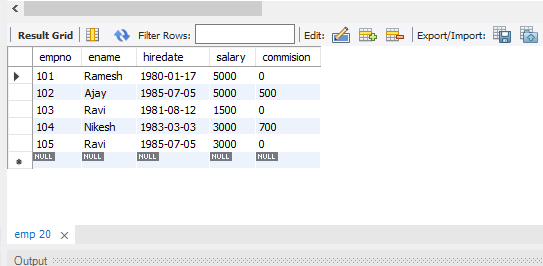 Result Grid Filter Rows: Edit: Export/Import:
empno ename hiredate salary commision
101 Ramesh 1980-01-17 5000 0
102 Ajay 1985-07-05 5000 500
103 Ravi 1981-08-12 1500 0
104 Nikesh 1983-03-03 3000 700
105 Ravi 1985-07-05 3000 0
NULL NULL NULL NULL NULL
emp 20
Output